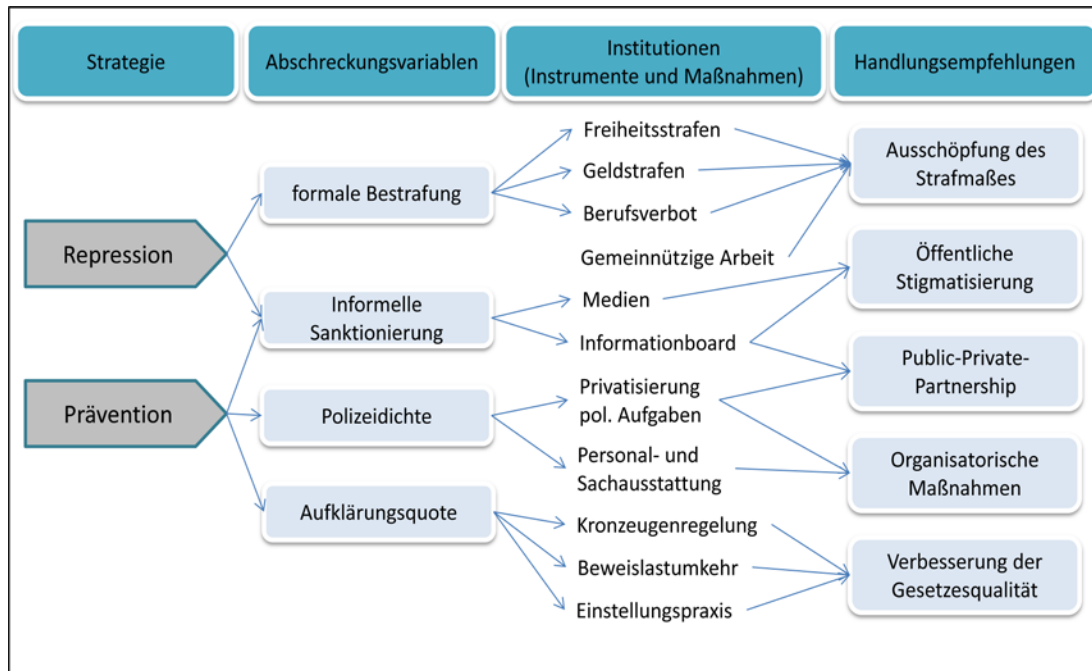 Strategie
Abschreckungsvariablen
Institutionen
(Instrumente und Maßnahmen)
Handlungsempfehlungen
Repression
Prävention
formale Bestrafung
Informelle
Sanktionierung
Polizeidichte
Aufklärungsquote
Freiheitsstrafen
Geldstrafen
Berufsverbot
Gemeinnützige Arbeit
Medien
Informationboard
Privatisierung
pol. Aufgaben
Personal- und
Sachausstattung
Kronzeugenregelung
Beweislastumkehr
Einstellungspraxis
Ausschöpfung des
Strafmaßes
Öffentliche
Stigmatisierung
Public-Private-
Partnership
Organisatorische
Maßnahmen
Verbesserung der
Gesetzesqualität